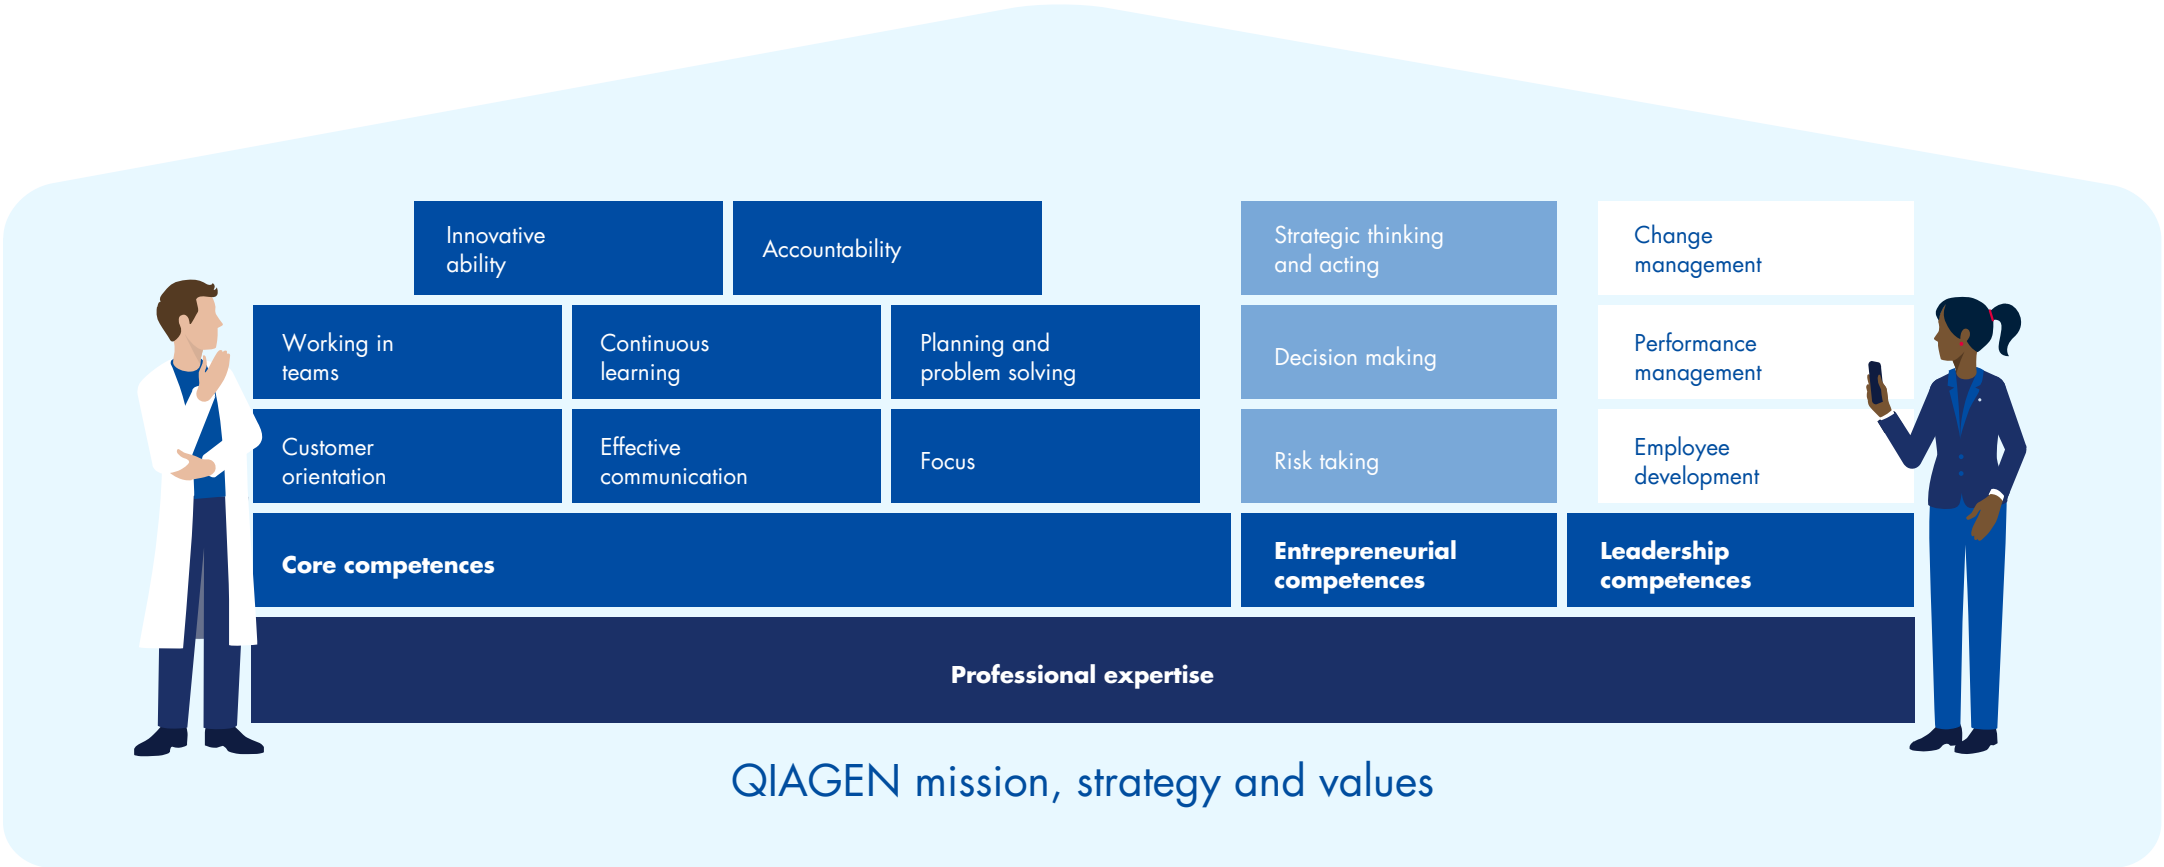 Innovative
ability
Accountability
Strategic thinking
and acting
Change
management
Working in
teams
Continuous
learning
Planning and
problem solving
Decision making
Performance
management
Customer
orientation
Effective
communication
Focus
Risk taking
Employee
development
Core competences
Entrepreneurial
competences
Leadership
competences
Professional expertise
QIAGEN mission, strategy and values